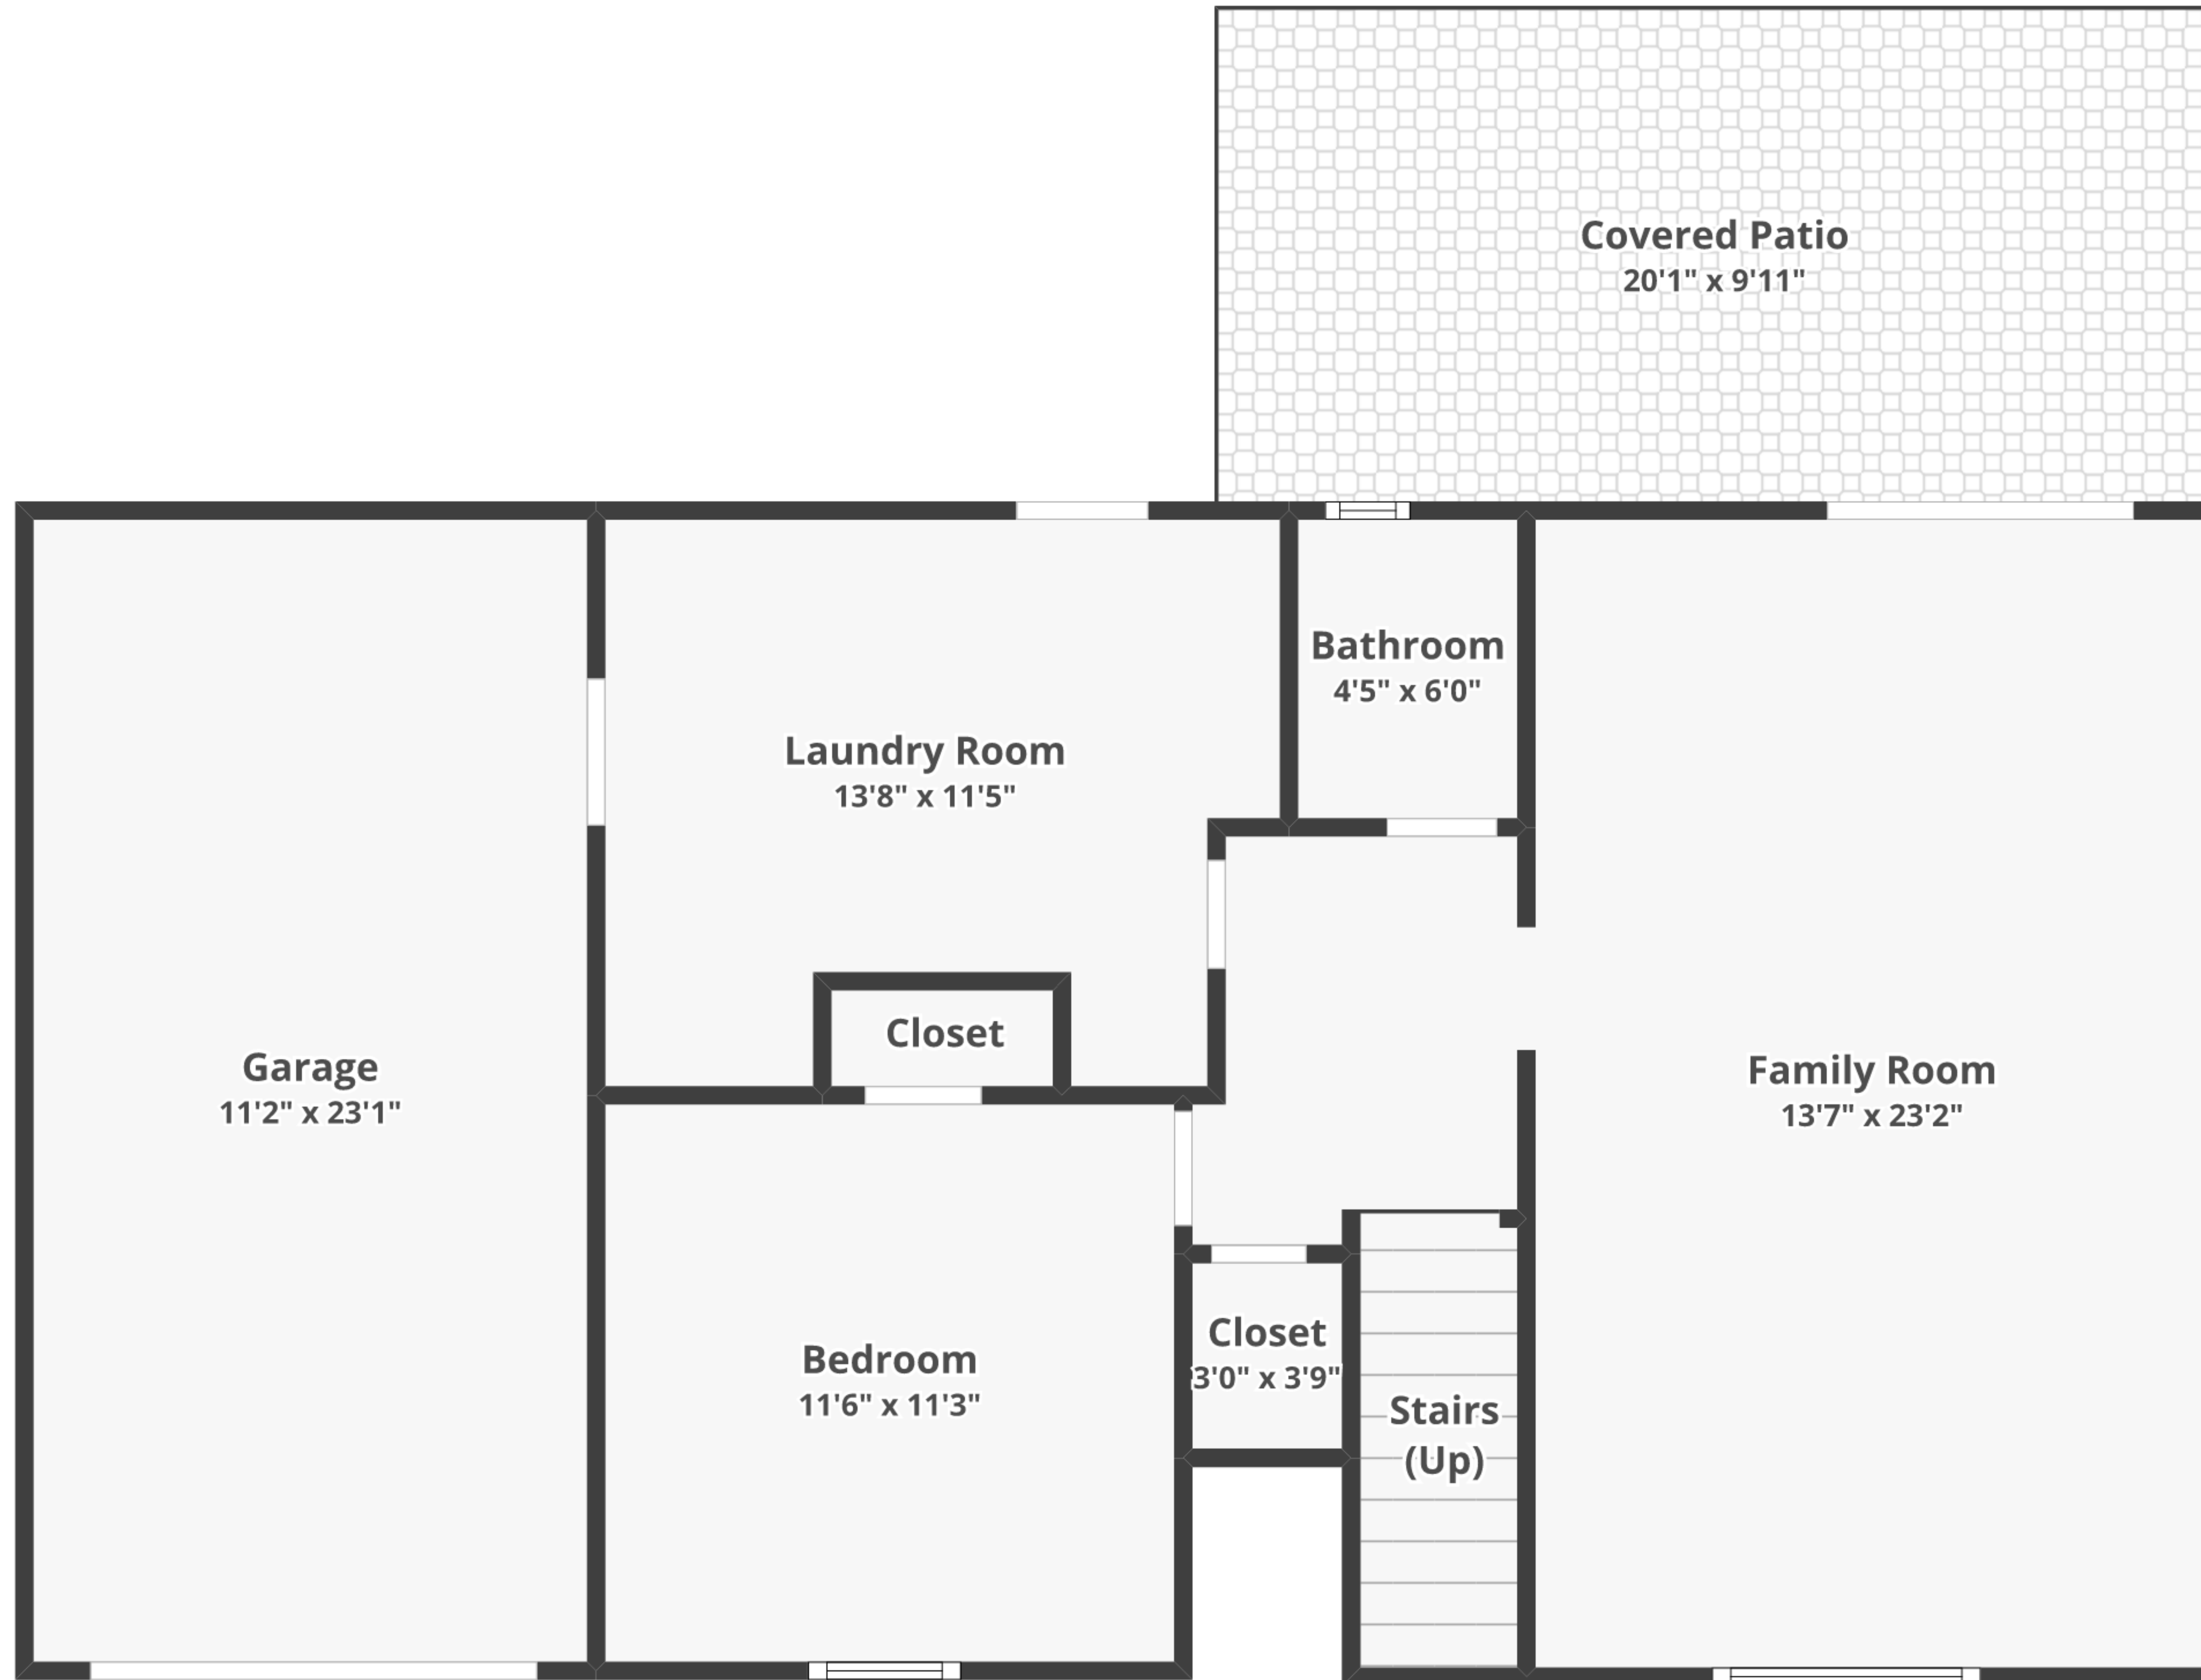 Covered Patio
20'1" x 9'11"
Bathroom
4'5" x 6'0"
Laundry Room
13'8" x 11'5"
Closet
Garage
11'2" x 23'1"
Family Room
13'7" x 23'2"
Bedroom
11'6" x 11'3"
Closet
3'0" x 3'9"
Stairs
(Up)